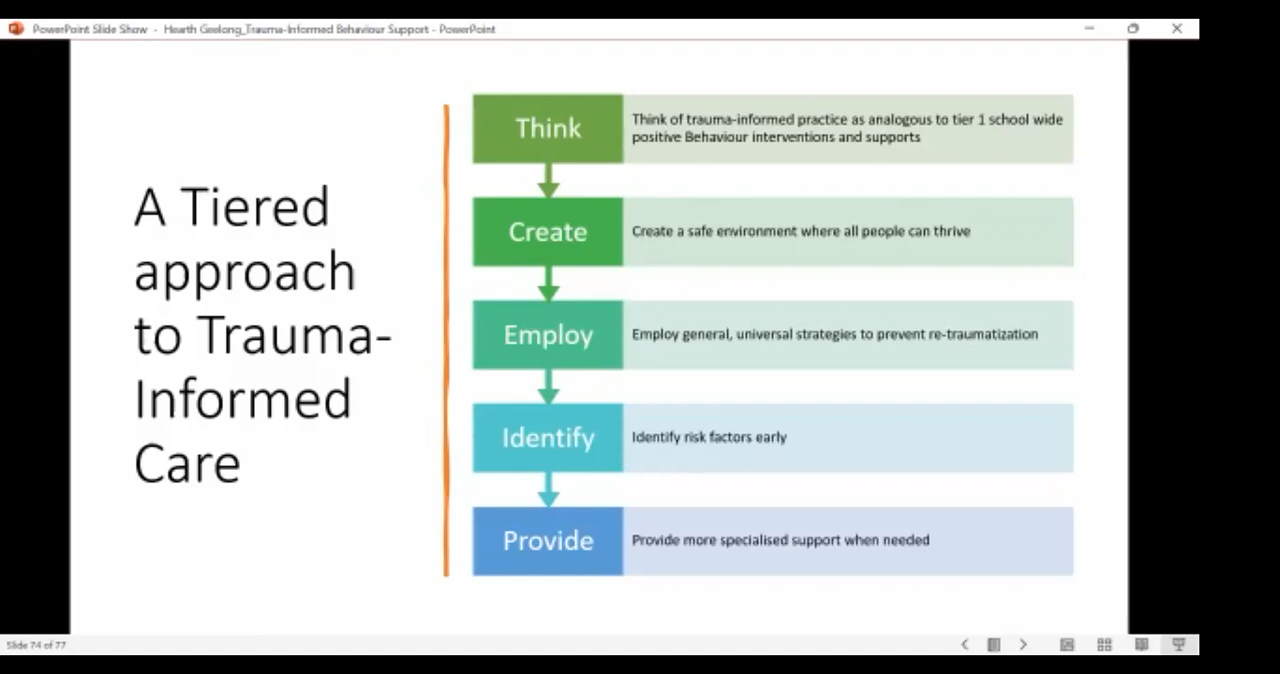 PowerPoint Slide Show - Hearth Geelong_Trauma-Informed Behaviour Support - PowerPoint
A Tiered
approach
to Trauma-
Informed
Care
Think
Think of trauma-informed practice as analogous to tier 1 school wide
positive Behaviour interventions and supports
Create
Create a safe environment where all people can thrive
Employ
Employ general, universal strategies to prevent re-traumatization
Identify
Identify risk factors early
Provide
Provide more specialised support when needed
Slide 74 of 77